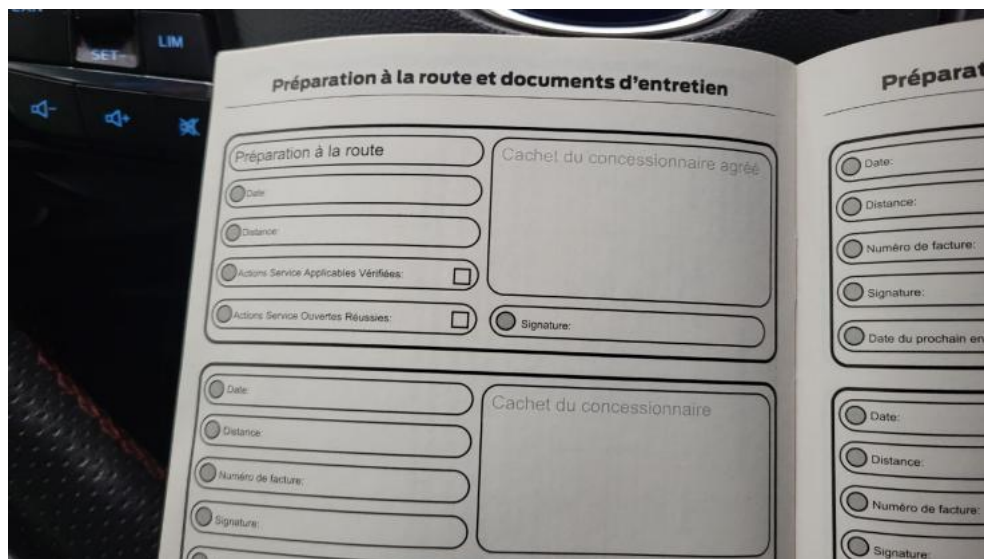 SET-
LIM
Préparation à la route et documents d'entretien
Préparation à la route
Date:
Distance:
Actions Service Applicables Vérifiées:
Actions Service Ouvertes Réussies:
Cachet du concessionnaire agréé
Signature:
Date:
Distance:
Numéro de facture:
Signature:
Cachet du concessionnaire
Date:
Distance:
Numéro de facture:
Signature:
Date du prochain
Date:
Distance:
Numéro de facture:
Signature: